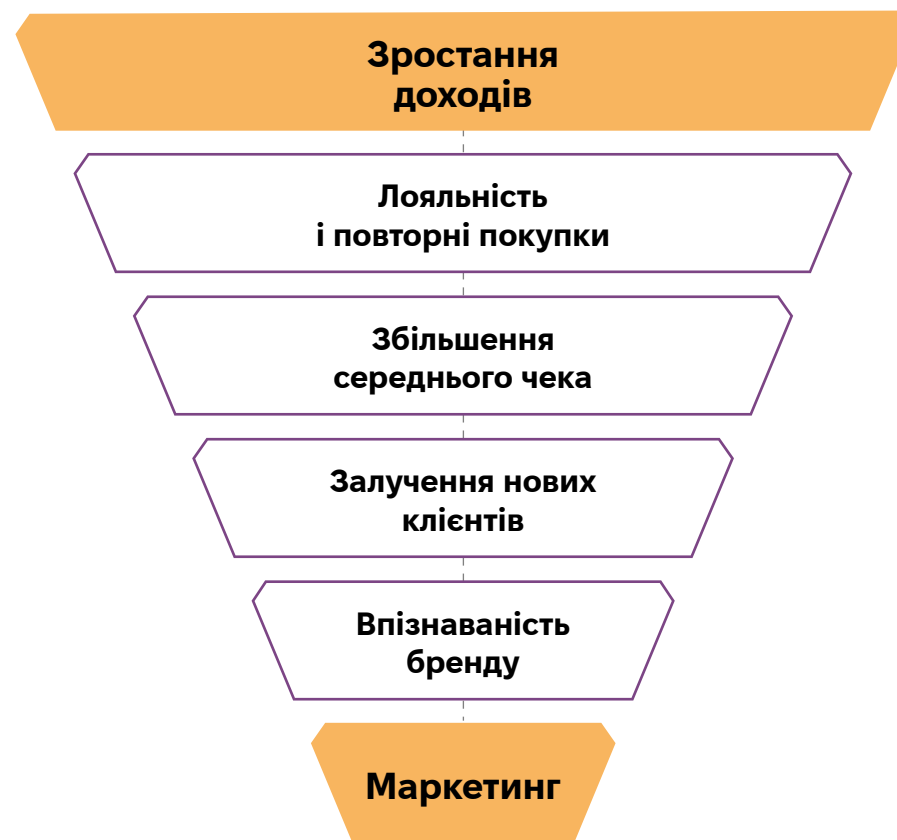 Зростання
доходів
Лояльність
і повторні покупки
Збільшення
середнього чека
Залучення нових
клієнтів
Впізнаваність
бренду
Маркетинг